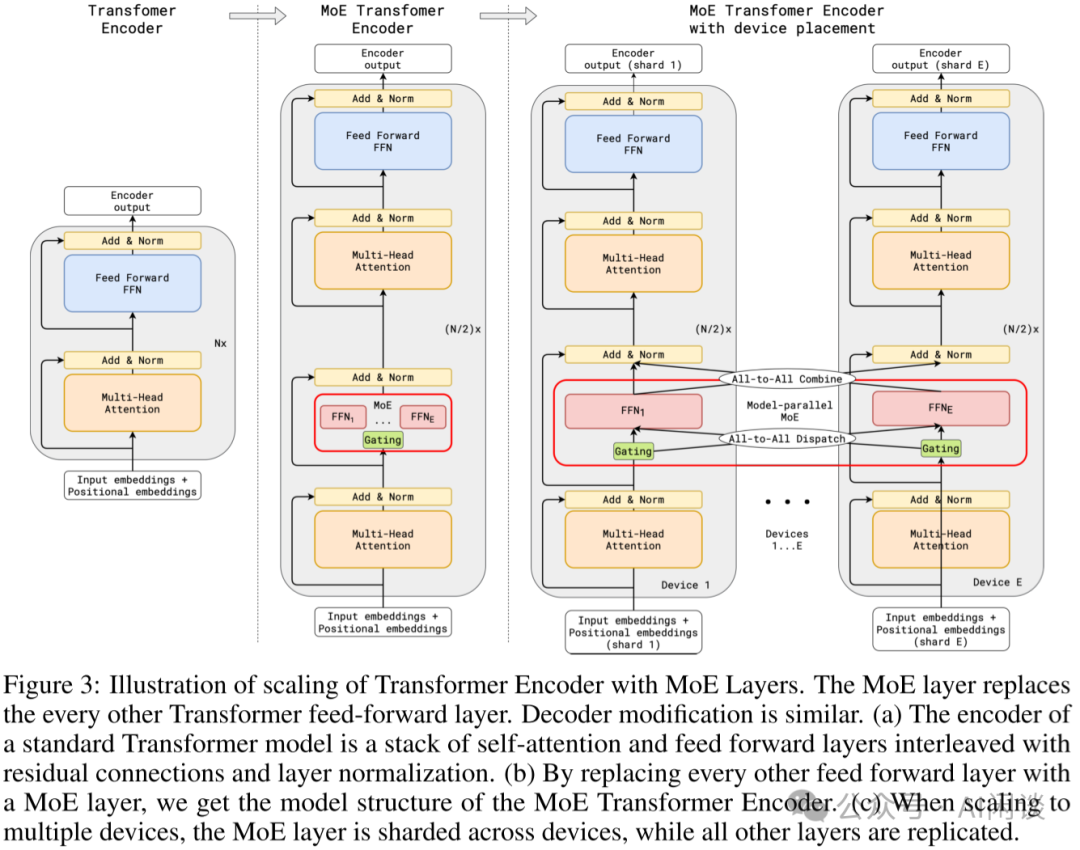 Transfomer
Encoder
MoE Transfomer
Encoder
MoE Transfomer Encoder
with device placement
Encoder
output
Add & Norm
Feed Forward
FFN
Add & Norm
Multi-Head
Attention
Nx
Input embeddings +
Positional embeddings
Encoder
output
Add & Norm
Feed Forward
FFN
Add & Norm
Multi-Head
Attention
(N/2)x
Add & Norm
MoE
FFN1
...
FFNE
Gating
Add & Norm
Multi-Head
Attention
Input embeddings +
Positional embeddings
Encoder
output (shard 1)
Add & Norm
Feed Forward
FFN
Add & Norm
Multi-Head
Attention
(N/2)x
Add & Norm
FFN1
Gating
Add & Norm
Multi-Head
Attention
Device 1
Input embeddings +
Positional embeddings
(shard 1)
All-to-All Combine
Model-parallel
MoE
All-to-All Dispatch
• • •
Devices
1...E
Encoder
output (shard E)
Add & Norm
Feed Forward
FFN
Add & Norm
Multi-Head
Attention
(N/2)x
Add & Norm
FFNE
Gating
Add & Norm
Multi-Head
Attention
Device E
Input embeddings +
Positional embeddings
(shard E)
Figure 3: Illustration of scaling of Transformer Encoder with MoE Layers. The MoE layer replaces
the every other Transformer feed-forward layer. Decoder modification is similar. (a) The encoder of
a standard Transformer model is a stack of self-attention and feed forward layers interleaved with
residual connections and layer normalization. (b) By replacing every other feed forward layer with
a MoE layer, we get the model structure of the MoE Transformer Encoder. (c) When scaling to
multiple devices, the MoE layer is sharded across devices, while all other layers are replicated.
公众号 · AI闲谈